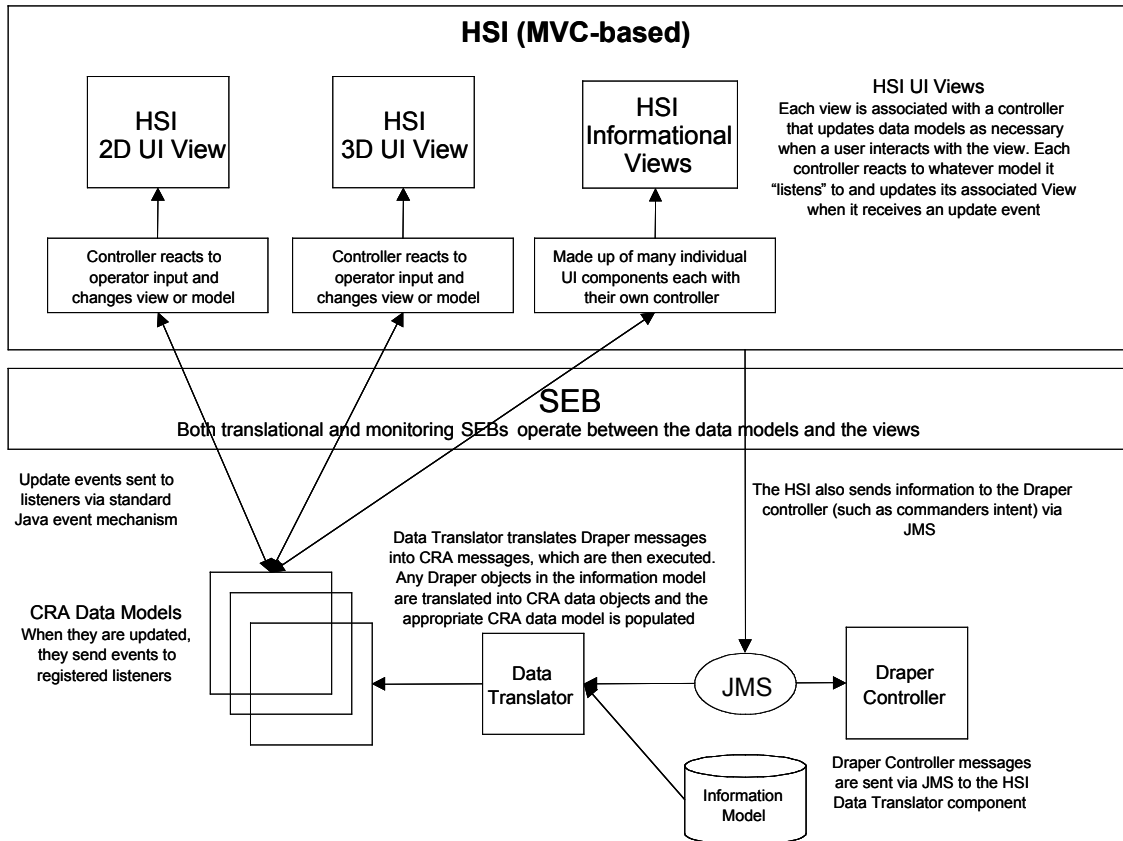 HSI (MVC-based)
HSI
2D UI View
HSI
3D UI View
HSI
Informational
Views
HSI UI Views
Each view is associated with a controller
that updates data models as necessary
when a user interacts with the view. Each
controller reacts to whatever model it
“listens” to and updates its associated View
when it receives an update event
Controller reacts to
operator input and
changes view or model
Controller reacts to
operator input and
changes view or model
Made up of many individual
UI components each with
their own controller
SEB
Both translational and monitoring SEBs operate between the data models and the views
Update events sent to
listeners via standard
Java event mechanism
The HSI also sends information to the Draper
controller (such as commanders intent) via
JMS
Data Translator translates Draper messages
into CRA messages, which are then executed.
Any Draper objects in the information model
are translated into CRA data objects and the
appropriate CRA data model is populated
CRA Data Models
When they are updated,
they send events to
registered listeners
Data
Translator
JMS
Draper
Controller
Draper Controller messages
are sent via JMS to the HSI
Data Translator component
Information
Model